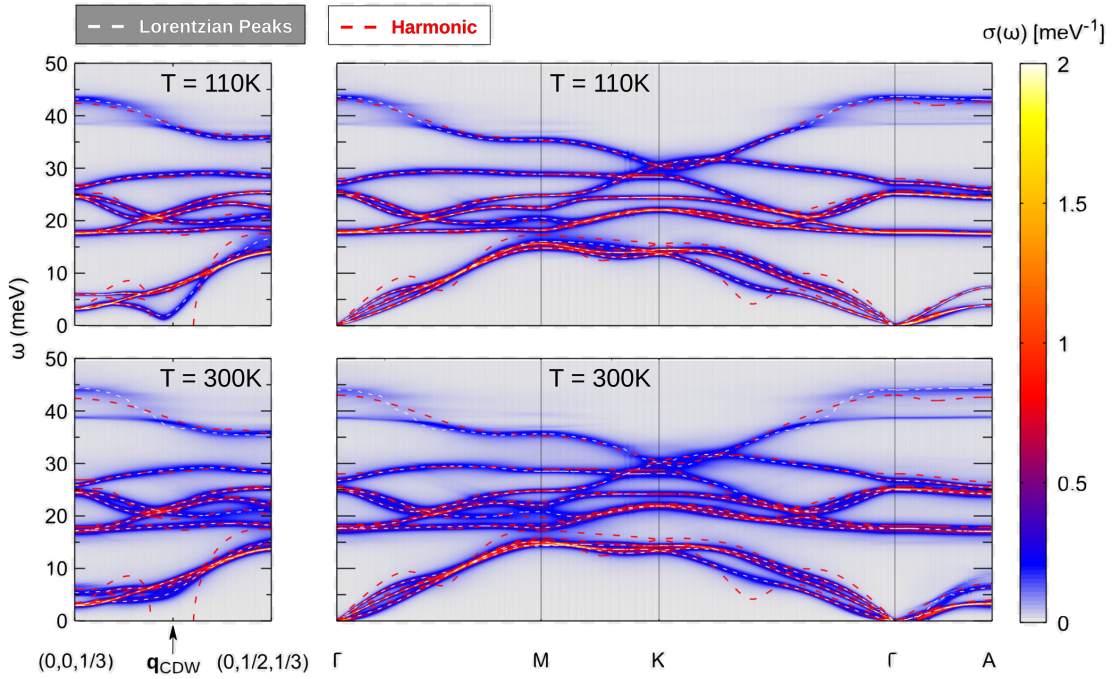 Lorentzian Peaks Harmonic
σ(ω) [meV⁻¹]
T = 110K T = 110K
50
40
30
20
10
0
ω (meV)
T = 300K T = 300K
50
40
30
20
10
0
2
1.5
1
0.5
0
(0,0,1/3) qCDW (0,1/2,1/3) Γ M K Γ A